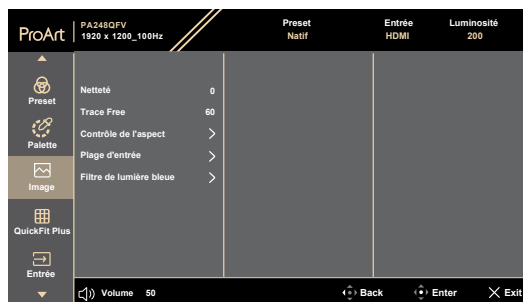 ProArt
PA248QFV
1920 x 1200_100Hz
Preset
Natif
Entrée
HDMI
Luminosité
200
Preset
Palette
Image
QuickFit Plus
Entrée
Netteté 0
Trace Free 60
Contrôle de l'aspect
Plage d'entrée
Filtre de lumière bleue
Volume 50
Back
Enter
Exit